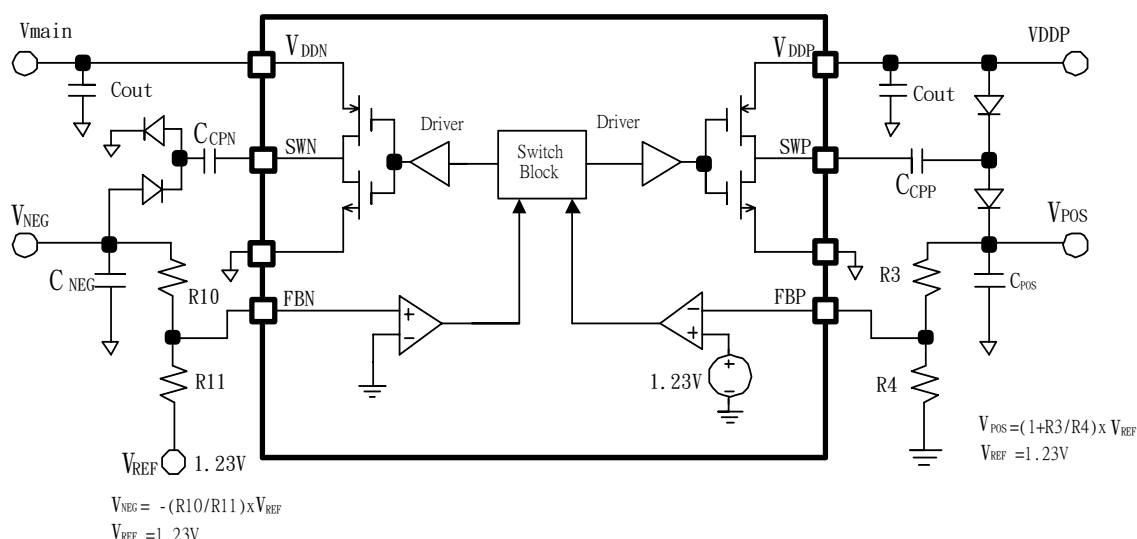 Vmain
VDDN
VDDP
VDDP
Cout
Cout
CCPN
SWN
Driver
Switch
Block
Driver
SWP
CCPP
VNEG
VPOS
CNEG
R10
R3
CPOS
FBN
FBP
+
-
-
+
R11
1.23V
+
-
R4
VREF 1.23V
VPOS=(1+R3/R4)x VREF
VREF =1.23V
VNEG = -(R10/R11)xVREF
VREF =1.23V